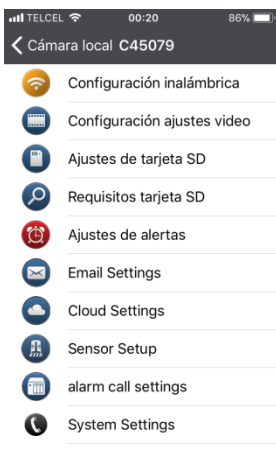 TELCEL 00:20 86%
Cámara local C45079
Configuración inalámbrica
Configuración ajustes video
Ajustes de tarjeta SD
Requisitos tarjeta SD
Ajustes de alertas
Email Settings
Cloud Settings
Sensor Setup
alarm call settings
System Settings